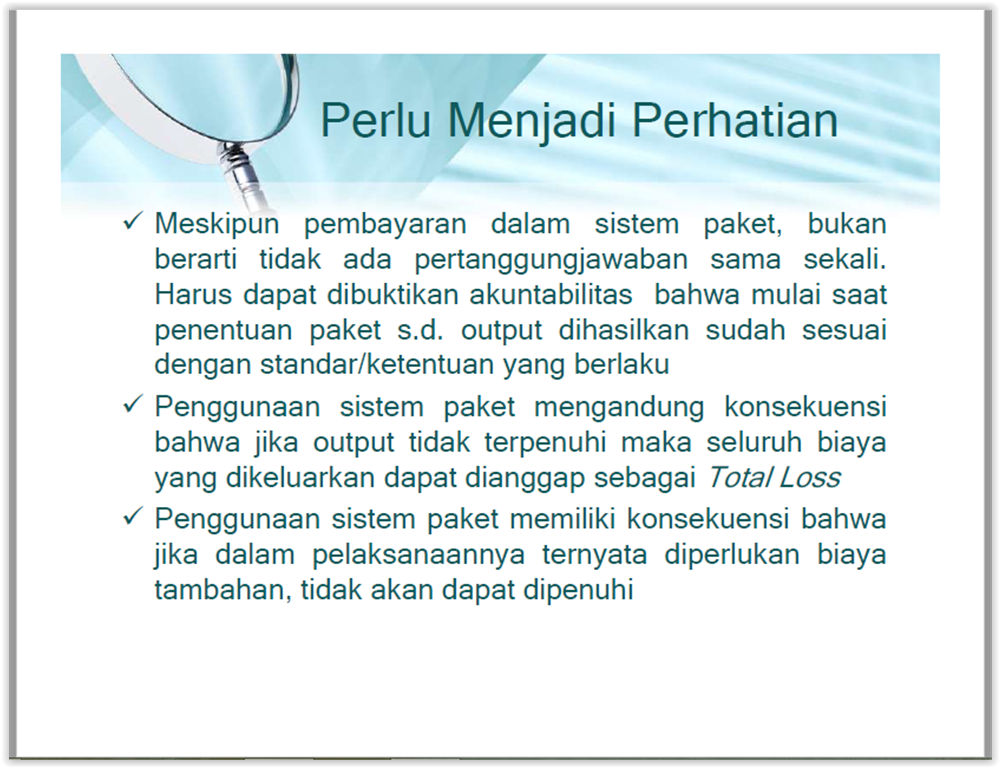 Perlu Menjadi Perhatian
✓ Meskipun pembayaran dalam sistem paket, bukan
berarti tidak ada pertanggungjawaban sama sekali.
Harus dapat dibuktikan akuntabilitas bahwa mulai saat
penentuan paket s.d. output dihasilkan sudah sesuai
dengan standar/ketentuan yang berlaku
✓ Penggunaan sistem paket mengandung konsekuensi
bahwa jika output tidak terpenuhi maka seluruh biaya
yang dikeluarkan dapat dianggap sebagai Total Loss
✓ Penggunaan sistem paket memiliki konsekuensi bahwa
jika dalam pelaksanaannya ternyata diperlukan biaya
tambahan, tidak akan dapat dipenuhi